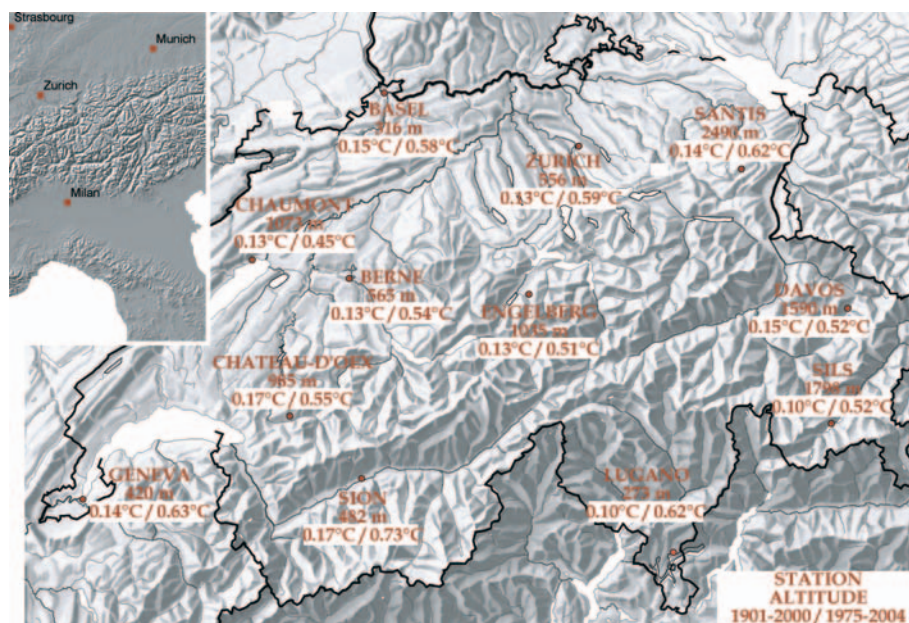 Strasbourg
Munich
Zurich
Milan
BASEL
316 m
0.15°C / 0.58°C
SANTIS
2490 m
0.14°C / 0.62°C
ZURICH
556 m
0.13°C / 0.59°C
CHAUMONT
1073 m
0.13°C / 0.45°C
BERNE
565 m
0.13°C / 0.54°C
ENGELBERG
1035 m
0.13°C / 0.51°C
DAVOS
1590 m
0.15°C / 0.52°C
CHATEAU-D'OEX
985 m
0.17°C / 0.55°C
SILS
1798 m
0.10°C / 0.52°C
GENEVA
420 m
0.14°C / 0.63°C
SION
482 m
0.17°C / 0.73°C
LUGANO
273 m
0.10°C / 0.62°C
STATION
ALTITUDE
1901-2000 / 1975-2004